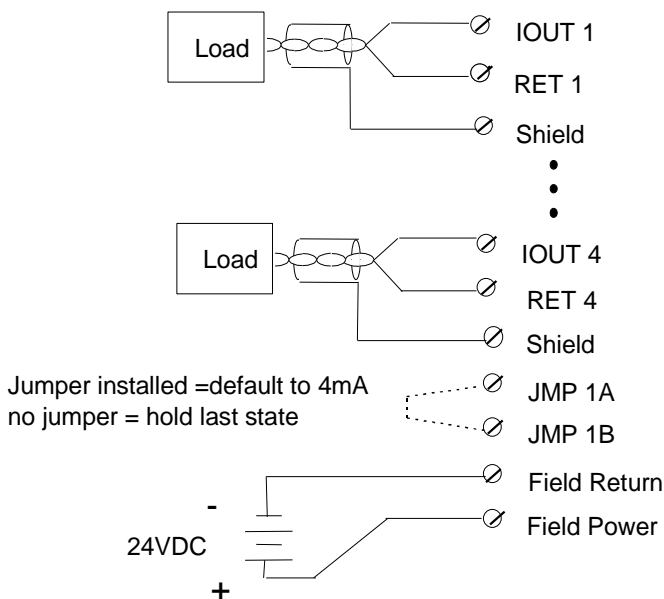 Load
IOUT 1
RET 1
Shield
Load
IOUT 4
RET 4
Shield
Jumper installed =default to 4mA
no jumper = hold last state
JMP 1A
JMP 1B
Field Return
Field Power
-
24VDC
+